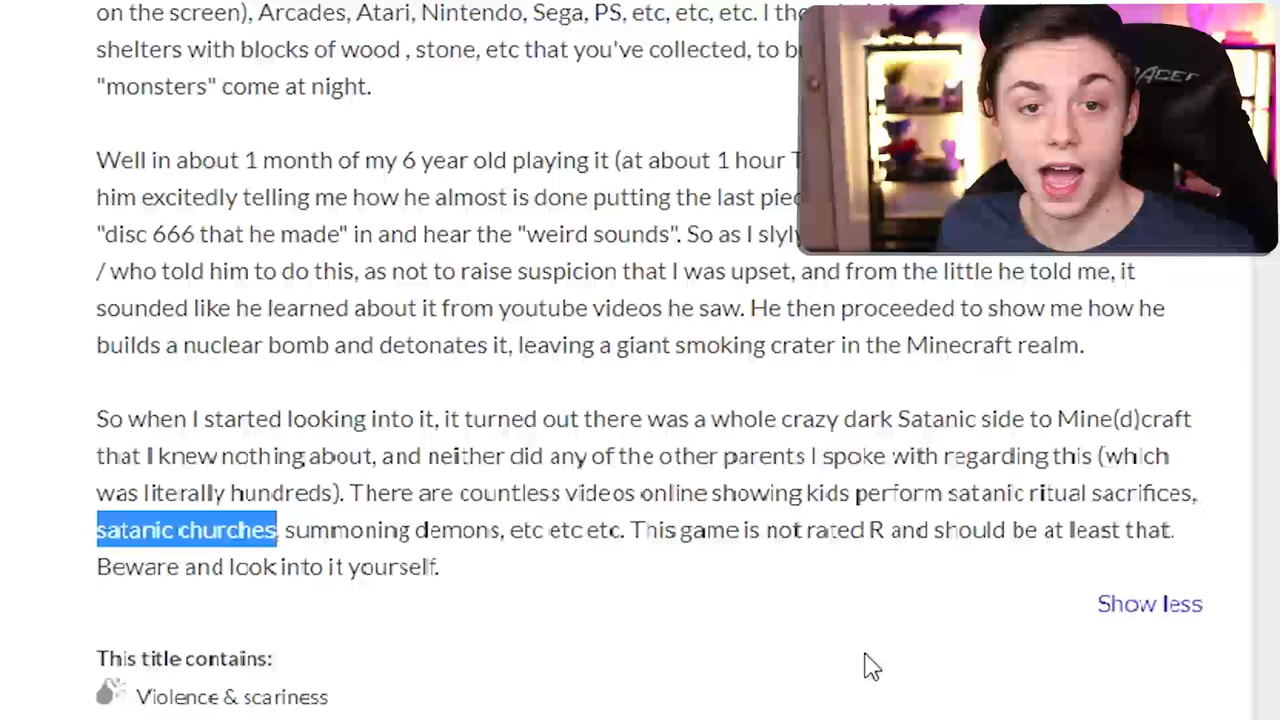 on the screen), Arcades, Atari, Nintendo, Sega, PS, etc, etc, etc. I
shelters with blocks of wood , stone, etc that you've collected, to
"monsters" come at night.
Well in about 1 month of my 6 year old playing it (at about 1 hour
him excitedly telling me how he almost is done putting the last
"disc 666 that he made" in and hear the "weird sounds". So as I
/ who told him to do this, as not to raise suspicion that I was upset, and from the little he told me, it
sounded like he learned about it from youtube videos he saw. He then proceeded to show me how he
builds a nuclear bomb and detonates it, leaving a giant smoking crater in the Minecraft realm.
So when I started looking into it, it turned out there was a whole crazy dark Satanic side to Mine(d)craft
that I knew nothing about, and neither did any of the other parents I spoke with regarding this (which
was literally hundreds). There are countless videos online showing kids perform satanic ritual sacrifices,
satanic churches, summoning demons, etc etc etc. This game is not rated R and should be at least that.
Beware and look into it yourself.
Show less
This title contains:
Violence & scariness